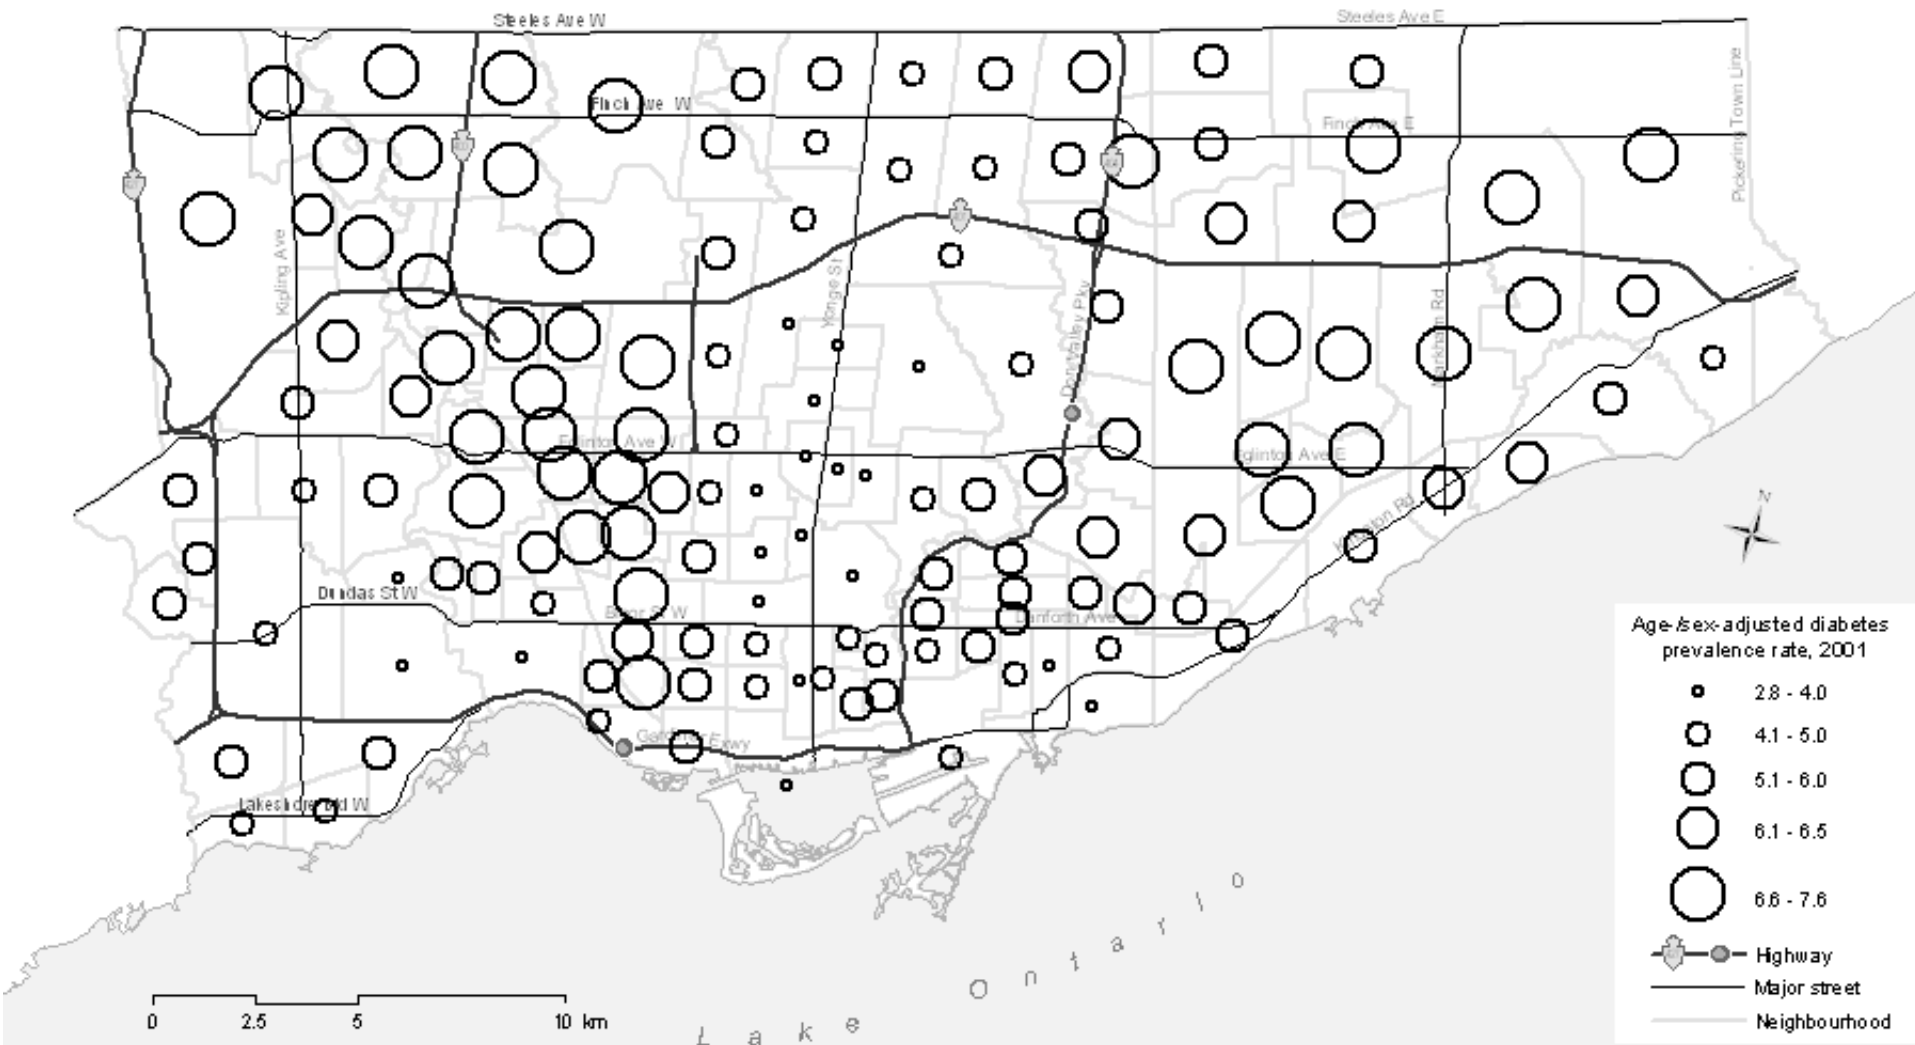 Steeles Ave W
Steeles Ave E
Finch Ave W
Finch Ave E
Pickering Town Line
Kipling Ave
Yonge St
Don Valley Pky
Markham Rd
Eglinton Ave W
Eglinton Ave E
Kingston Rd
N
Dundas St W
Bloor St W
Danforth Ave
Gardiner Exwy
Lakeshore Blvd W
Lake Ontario
0 2.5 5 10 km
Age-/sex-adjusted diabetes
prevalence rate, 2001
2.8 - 4.0
4.1 - 5.0
5.1 - 6.0
6.1 - 6.5
6.6 - 7.6
Highway
Major street
Neighbourhood